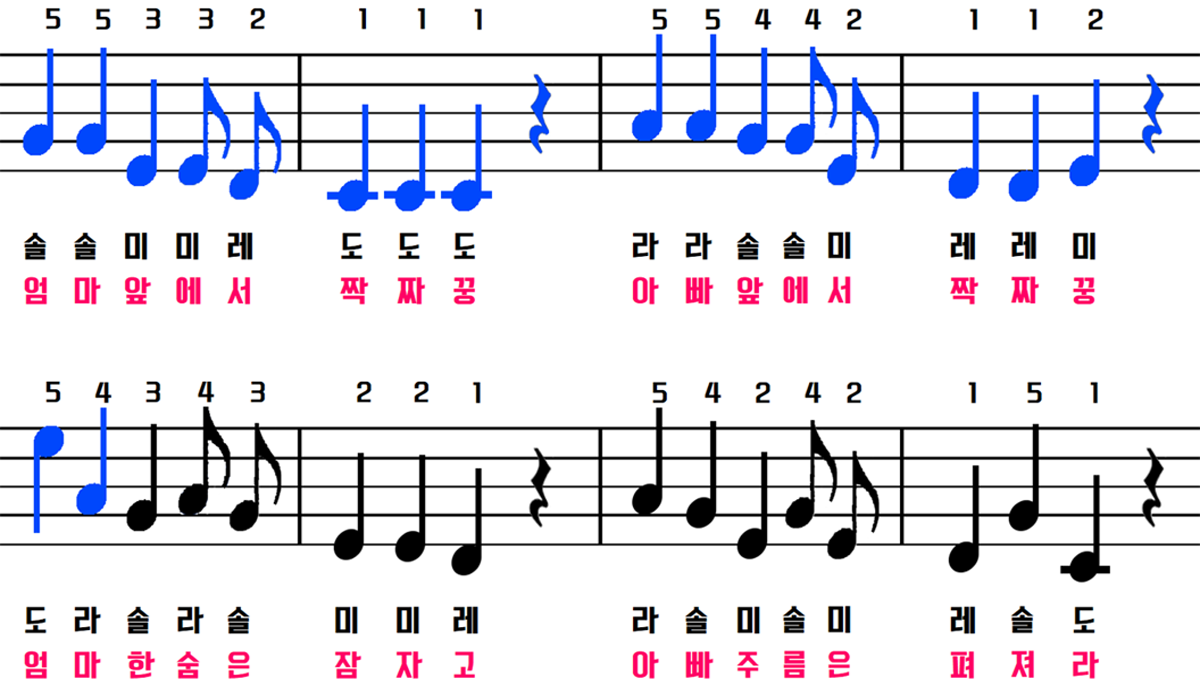 5 5 3 3 2 1 1 1 5 5 4 4 2 1 1 2
솔 솔 미 미 레 도 도 도 라 라 솔 솔 미 레 레 미
엄 마 앞 에 서 짝 짜 꿍 아 빠 앞 에 서 짝 짜 꿍
5 4 3 4 3 2 2 1 5 4 2 4 2 1 5 1
도 라 솔 라 솔 미 미 레 라 솔 미 솔 미 레 솔 도
엄 마 한 숨 은 잠 자 고 아 빠 주 름 은 펴 져 라